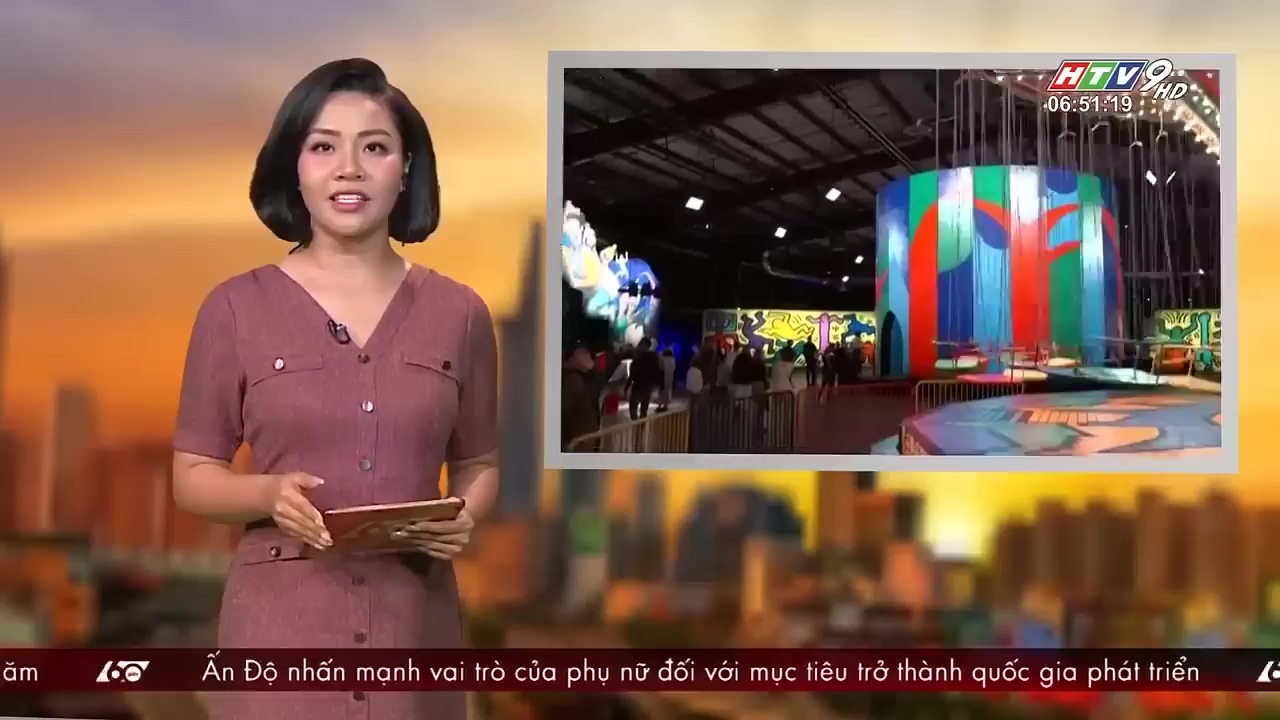 HTV9 HD
06:51:19
ăm 60 Ấn Độ nhấn mạnh vai trò của phụ nữ đối với mục tiêu trở thành quốc gia phát triển